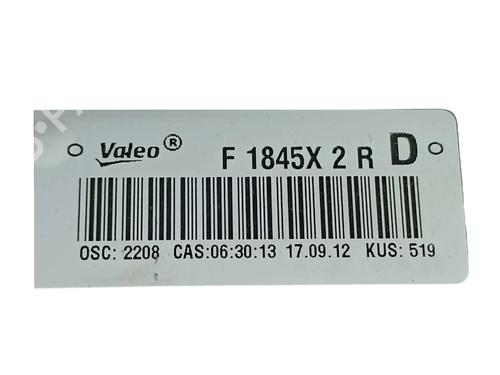 Valeo ® F 1845X 2 R D
OSC: 2208 CAS:06:30:13 17.09.12 KUS: 519